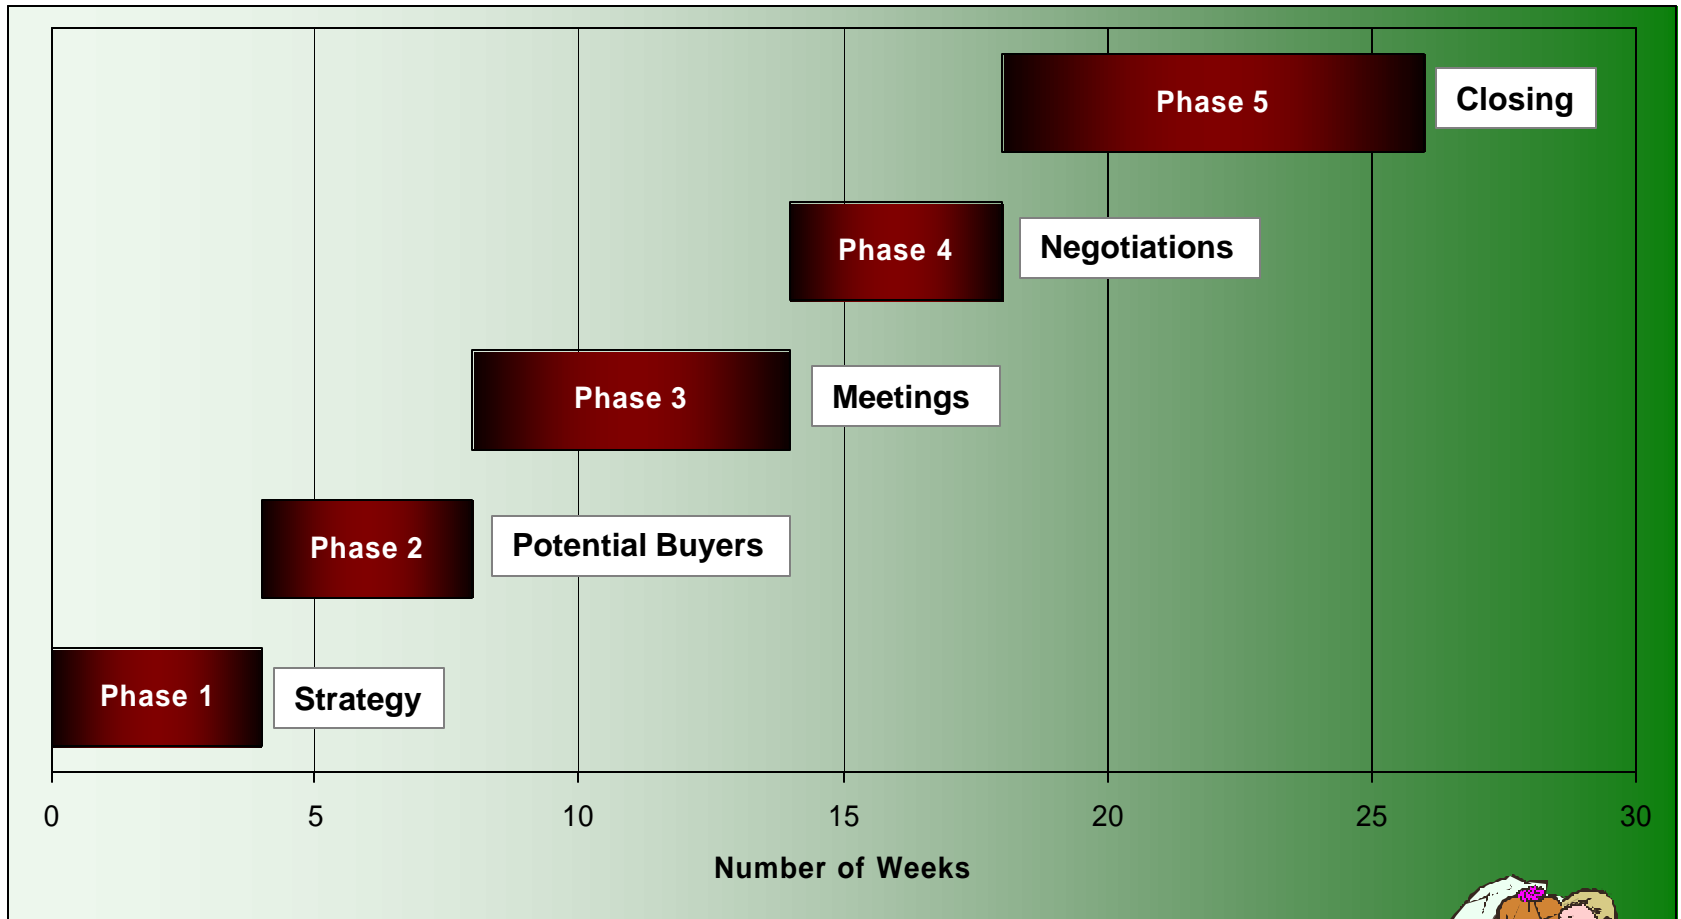 Phase 5 Closing
Phase 4 Negotiations
Phase 3 Meetings
Phase 2 Potential Buyers
Phase 1 Strategy
0 5 10 15 20 25 30
Number of Weeks